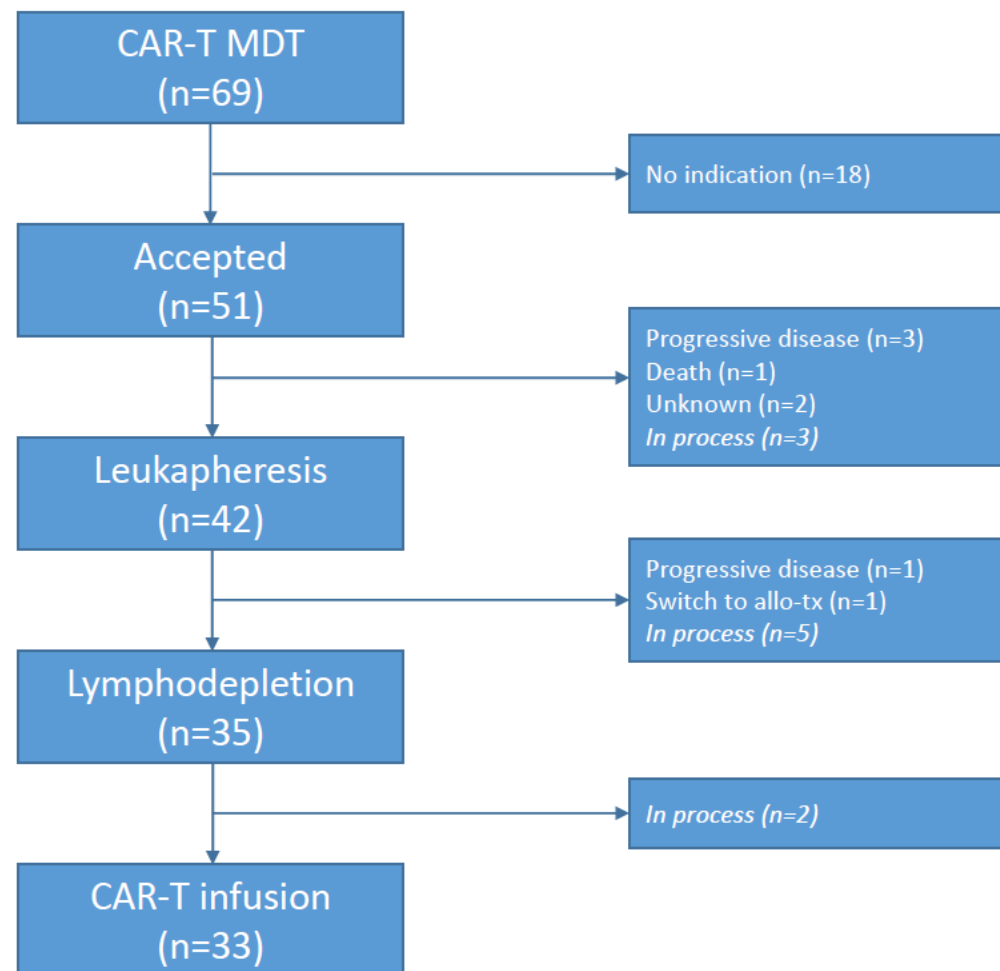 CAR-T MDT
(n=69)
No indication (n=18)
Accepted
(n=51)
Progressive disease (n=3)
Death (n=1)
Unknown (n=2)
In process (n=3)
Leukapheresis
(n=42)
Progressive disease (n=1)
Switch to allo-tx (n=1)
In process (n=5)
Lymphodepletion
(n=35)
In process (n=2)
CAR-T infusion
(n=33)